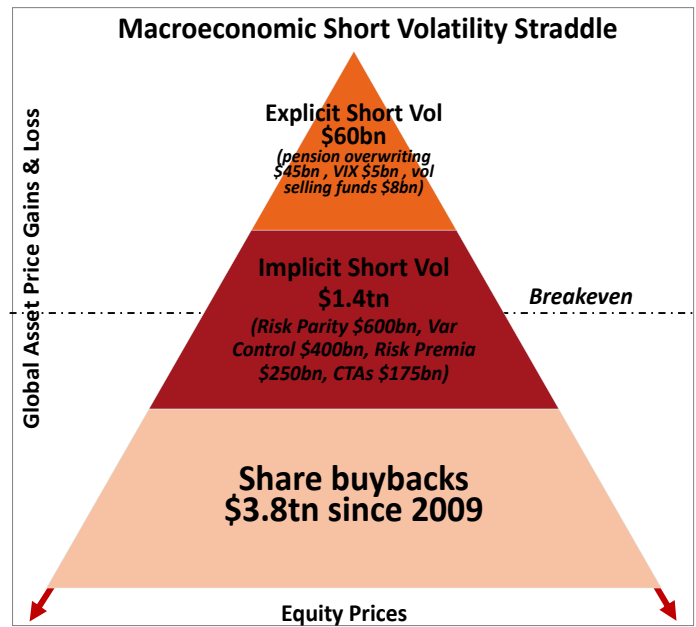 Macroeconomic Short Volatility Straddle
Global Asset Price Gains & Loss
Explicit Short Vol
$60bn
(pension overwriting
$45bn , VIX $5bn , vol
selling funds $8bn)
Implicit Short Vol
$1.4tn
Breakeven
(Risk Parity $600bn, Var
Control $400bn, Risk Premia
$250bn, CTAs $175bn)
Share buybacks
$3.8tn since 2009
Equity Prices